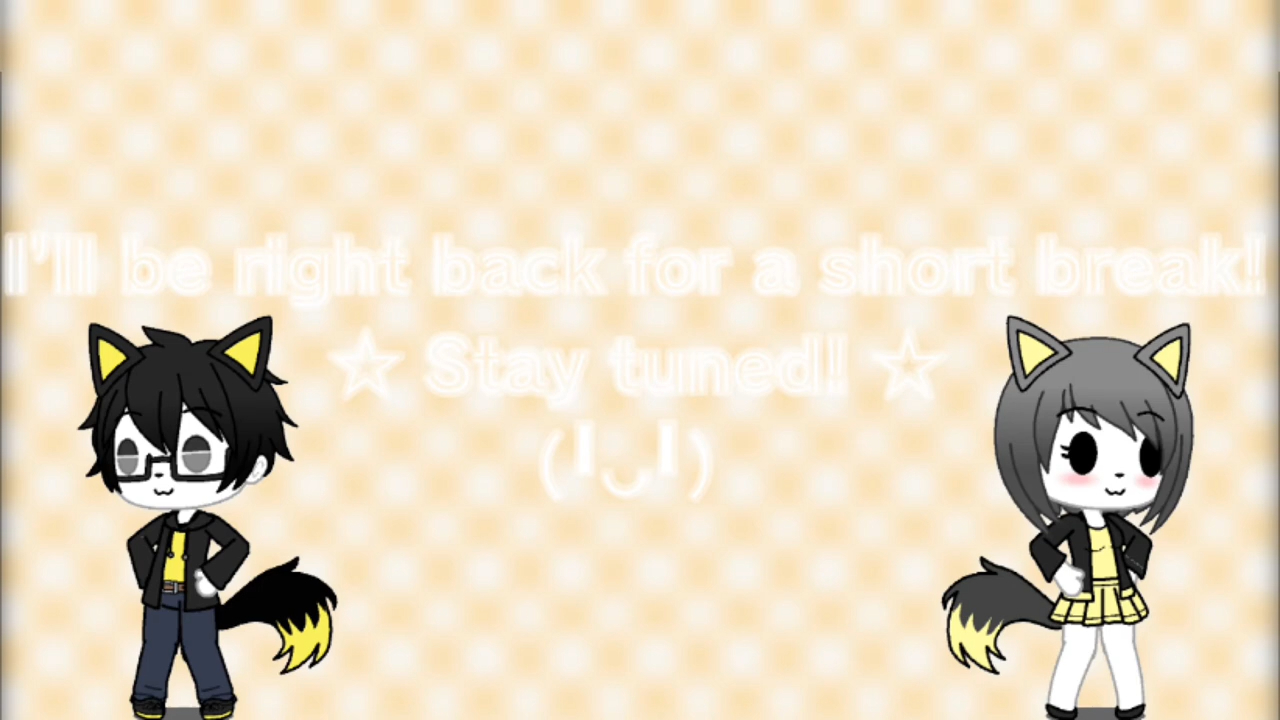 I'll be right back for a short break!
☆ Stay tuned! ☆
(╹◡╹)